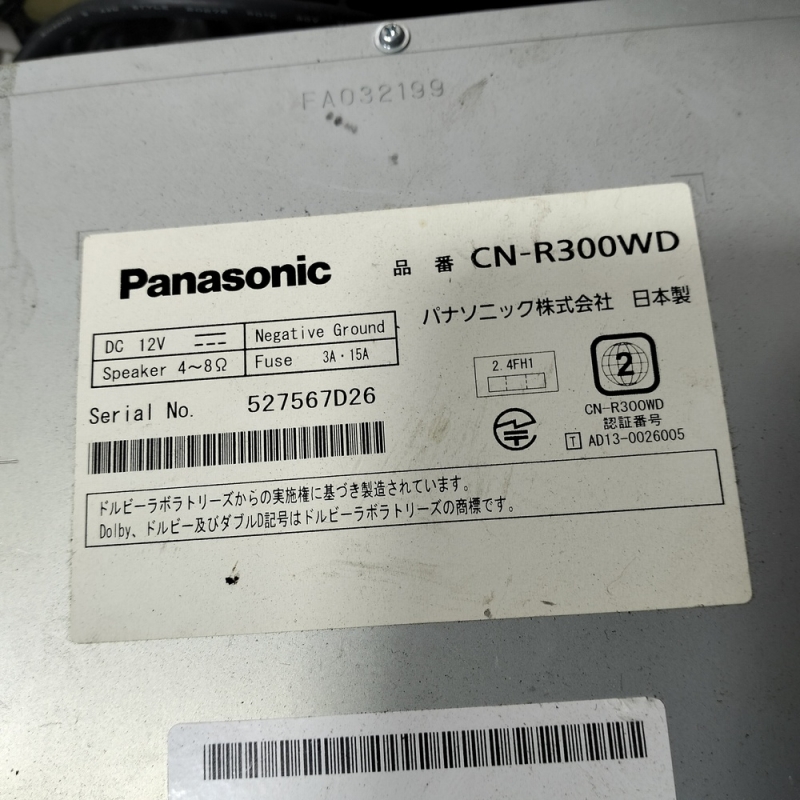 FA032199
Panasonic 品番 CN-R300WD
パナソニック株式会社 日本製
DC 12V Negative Ground
Speaker 4～8Ω Fuse 3A・15A
2.4FH1
2
Serial No. 527567D26
CN-R300WD
認証番号
T AD13-0026005
ドルビーラボラトリーズからの実施権に基づき製造されています。
Dolby、ドルビー及びダブルD記号はドルビーラボラトリーズの商標です。